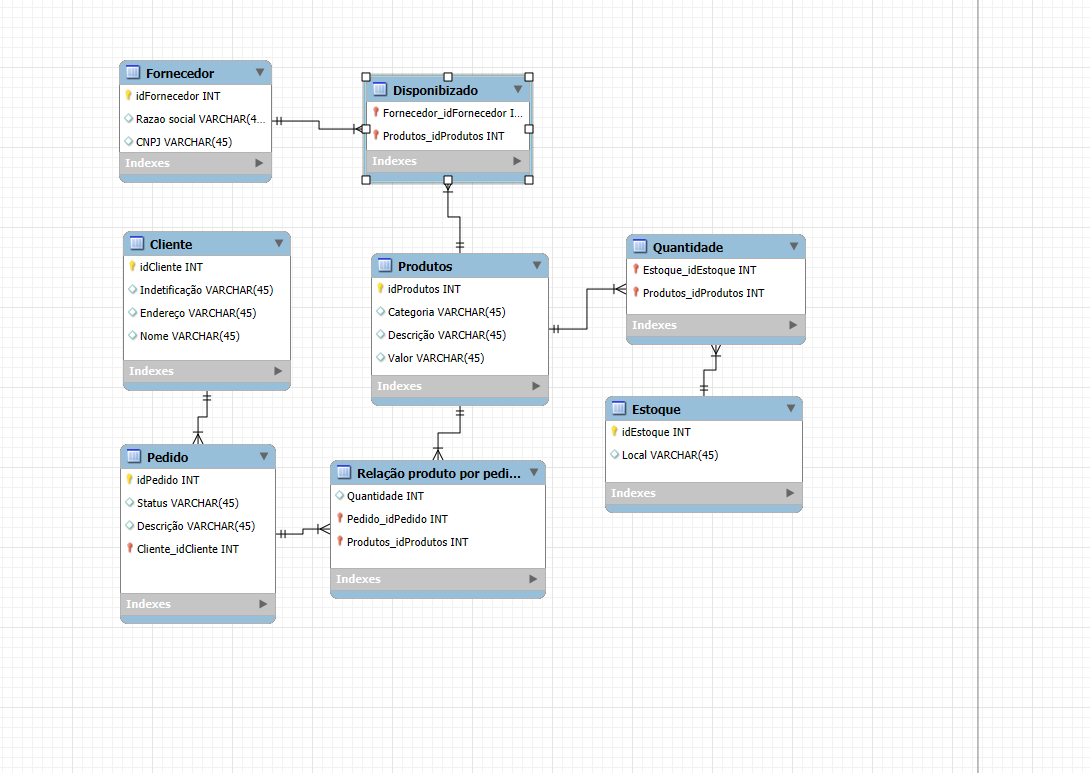 Fornecedor
idFornecedor INT
Razao social VARCHAR(4...
CNPJ VARCHAR(45)
Indexes
Disponibizado
Fornecedor_idFornecedor I...
Produtos_idProdutos INT
Indexes
Cliente
idCliente INT
Indetificação VARCHAR(45)
Endereço VARCHAR(45)
Nome VARCHAR(45)
Indexes
Produtos
idProdutos INT
Categoria VARCHAR(45)
Descrição VARCHAR(45)
Valor VARCHAR(45)
Indexes
Quantidade
Estoque_idEstoque INT
Produtos_idProdutos INT
Indexes
Estoque
idEstoque INT
Local VARCHAR(45)
Indexes
Pedido
idPedido INT
Status VARCHAR(45)
Descrição VARCHAR(45)
Cliente_idCliente INT
Indexes
Relação produto por pedi...
Quantidade INT
Pedido_idPedido INT
Produtos_idProdutos INT
Indexes